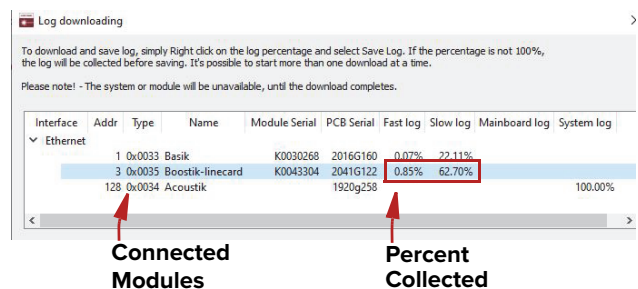 Log downloading
To download and save log, simply Right click on the log percentage and select Save Log. If the percentage is not 100%,
the log will be collected before saving. It's possible to start more than one download at a time.
Please note! - The system or module will be unavailable, until the download completes.
Interface Addr Type Name Module Serial PCB Serial Fast log Slow log Mainboard log System log
Ethernet
1 0x0033 Basik K0030268 2016G160 0.07% 22.11%
3 0x0035 Boostik-linecard K0043304 2041G122 0.85% 62.70%
128 0x0034 Acoustik 1920g258 100.00%
Connected
Modules
Percent
Collected